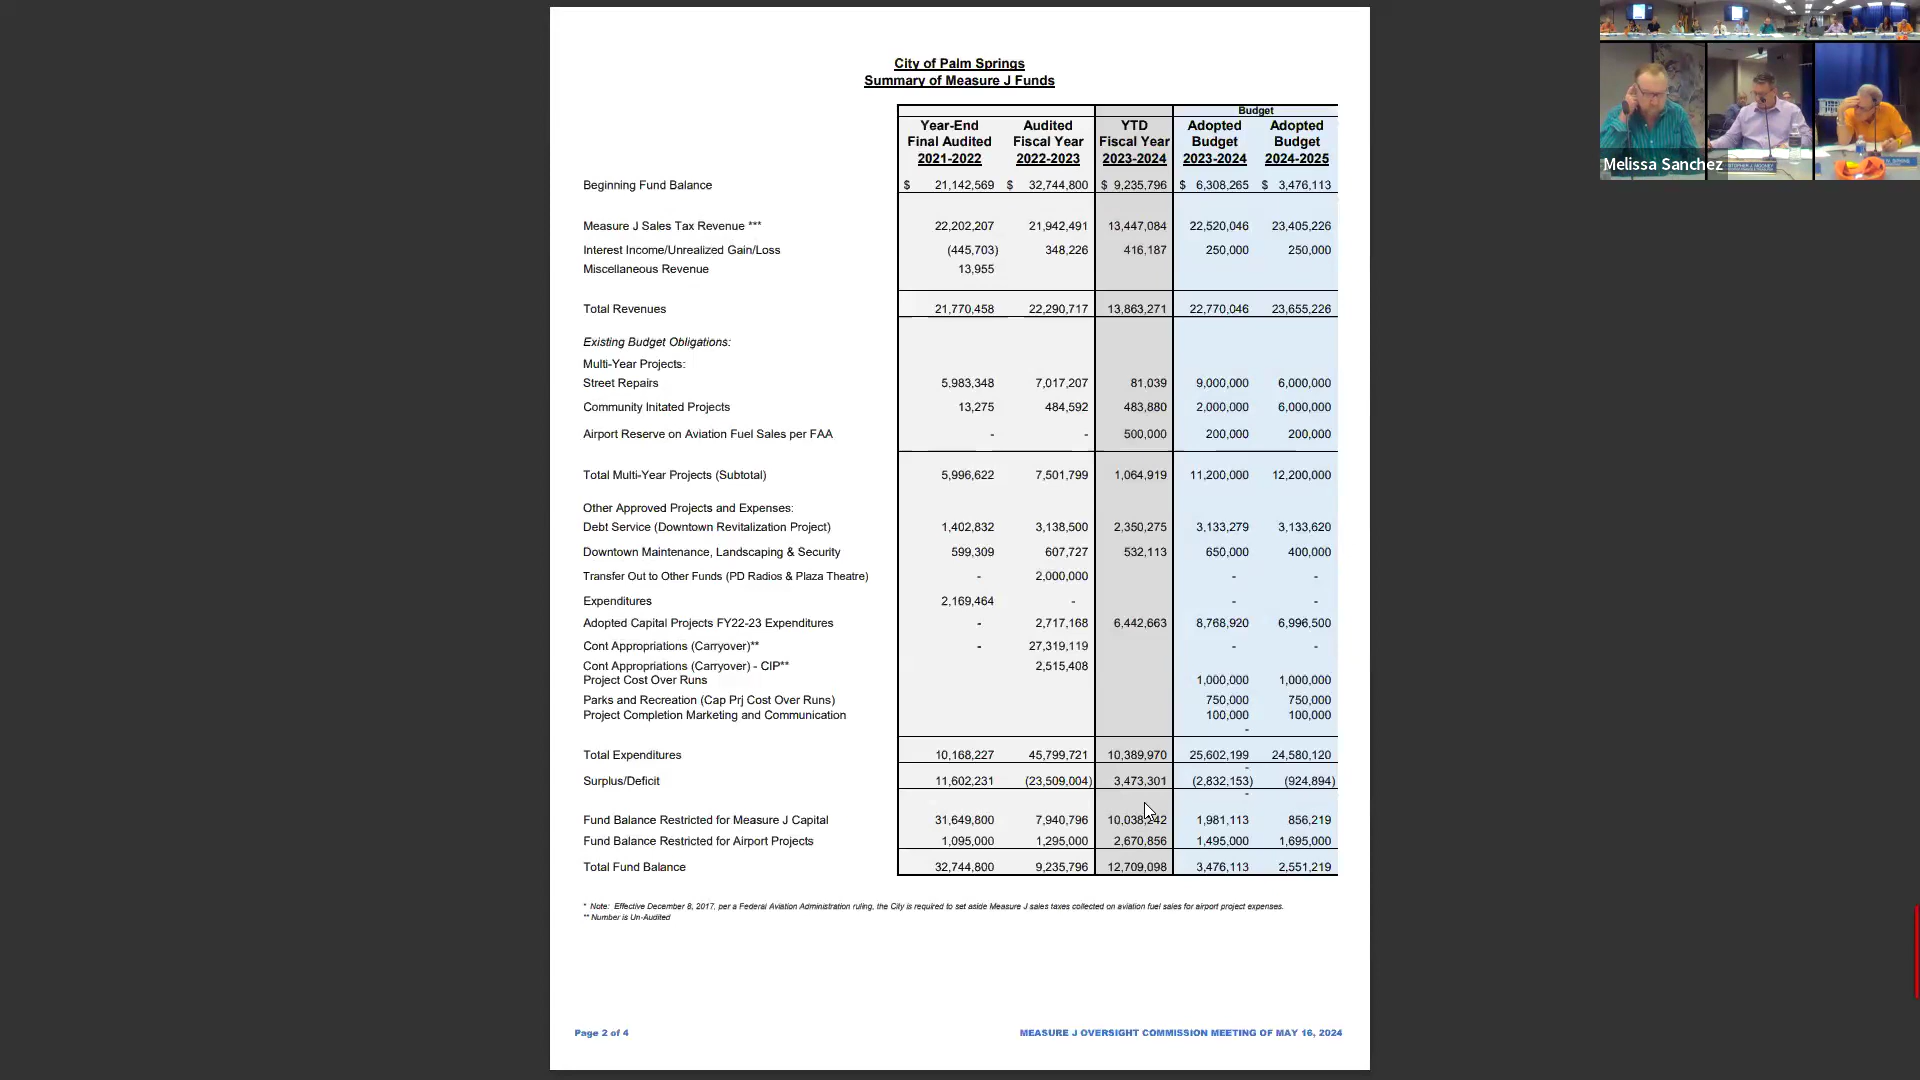 City of Palm Springs
Summary of Measure J Funds
Budget
Year-End Final Audited 2021-2022 Audited Fiscal Year 2022-2023 YTD Fiscal Year 2023-2024 Adopted Budget 2023-2024 Adopted Budget 2024-2025
Beginning Fund Balance $ 21,142,569 $ 32,744,800 $ 9,235,796 $ 6,308,265 $ 3,476,113
Measure J Sales Tax Revenue *** 22,202,207 21,942,491 13,447,084 22,520,046 23,405,226
Interest Income/Unrealized Gain/Loss (445,703) 348,226 416,187 250,000 250,000
Miscellaneous Revenue 13,955
Total Revenues 21,770,458 22,290,717 13,863,271 22,770,046 23,655,226
Existing Budget Obligations:
Multi-Year Projects:
Street Repairs 5,983,348 7,017,207 81,039 9,000,000 6,000,000
Community Initated Projects 13,275 484,592 483,880 2,000,000 6,000,000
Airport Reserve on Aviation Fuel Sales per FAA - - 500,000 200,000 200,000
Total Multi-Year Projects (Subtotal) 5,996,622 7,501,799 1,064,919 11,200,000 12,200,000
Other Approved Projects and Expenses:
Debt Service (Downtown Revitalization Project) 1,402,832 3,138,500 2,350,275 3,133,279 3,133,620
Downtown Maintenance, Landscaping & Security 599,309 607,727 532,113 650,000 400,000
Transfer Out to Other Funds (PD Radios & Plaza Theatre) - 2,000,000 - -
Expenditures 2,169,464 - - -
Adopted Capital Projects FY22-23 Expenditures - 2,717,168 6,442,663 8,768,920 6,996,500
Cont Appropriations (Carryover)** - 27,319,119 - -
Cont Appropriations (Carryover) - CIP** 2,515,408
Project Cost Over Runs 1,000,000 1,000,000
Parks and Recreation (Cap Prj Cost Over Runs) 750,000 750,000
Project Completion Marketing and Communication 100,000 100,000
-
Total Expenditures 10,168,227 45,799,721 10,389,970 25,602,199 24,580,120
-
Surplus/Deficit 11,602,231 (23,509,004) 3,473,301 (2,832,153) (924,894)
-
Fund Balance Restricted for Measure J Capital 31,649,800 7,940,796 10,038,242 1,981,113 856,219
Fund Balance Restricted for Airport Projects 1,095,000 1,295,000 2,670,856 1,495,000 1,695,000
Total Fund Balance 32,744,800 9,235,796 12,709,098 3,476,113 2,551,219
* Note: Effective December 8, 2017, per a Federal Aviation Administration ruling, the City is required to set aside Measure J sales taxes collected on aviation fuel sales for airport project expenses.
** Number is Un-Audited
Page 2 of 4 MEASURE J OVERSIGHT COMMISSION MEETING OF MAY 16, 2024
Melissa Sanchez